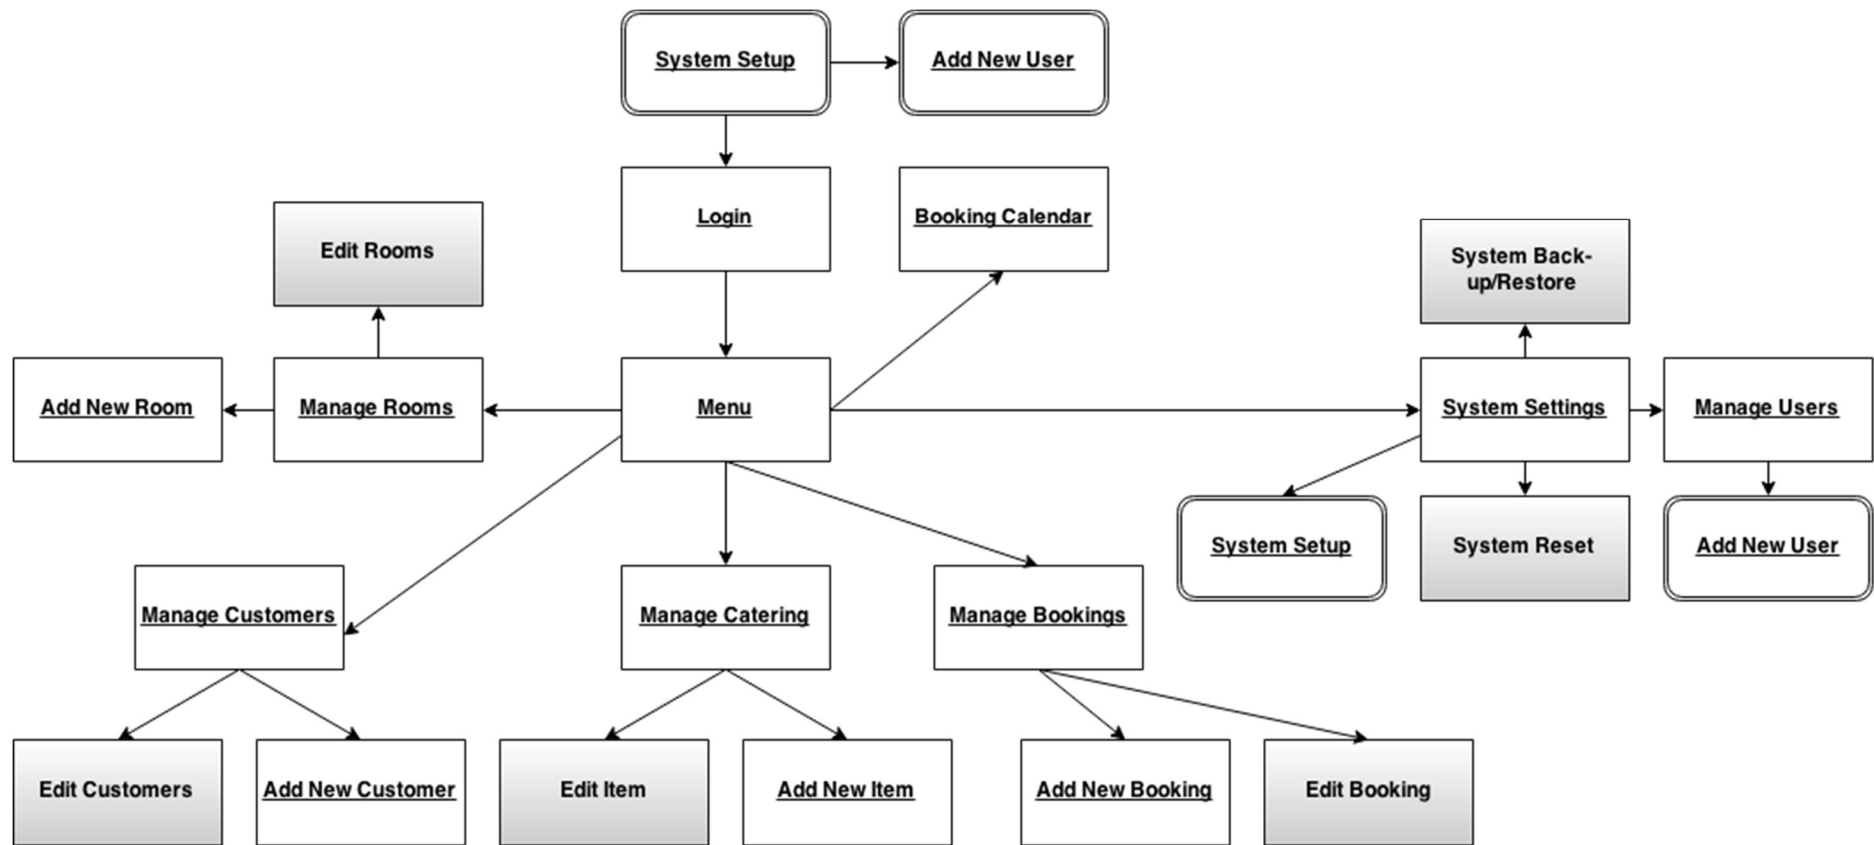 System Setup
Add New User
Login
Booking Calendar
Edit Rooms
System Back-
up/Restore
Add New Room
Manage Rooms
Menu
System Settings
Manage Users
System Setup
System Reset
Add New User
Manage Customers
Manage Catering
Manage Bookings
Edit Customers
Add New Customer
Edit Item
Add New Item
Add New Booking
Edit Booking